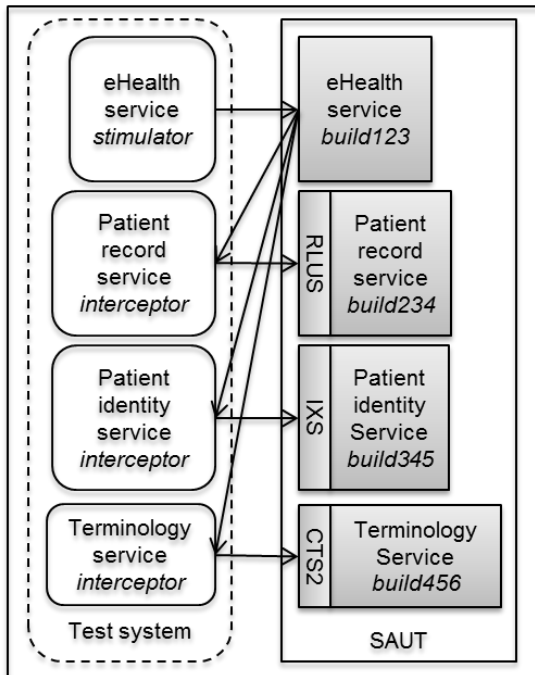 eHealth
service
stimulator
eHealth
service
build123
Patient
record
service
interceptor
RLUS
Patient
record
service
build234
Patient
identity
service
interceptor
IXS
Patient
identity
Service
build345
Terminology
service
interceptor
CTS2
Terminology
Service
build456
Test system
SAUT